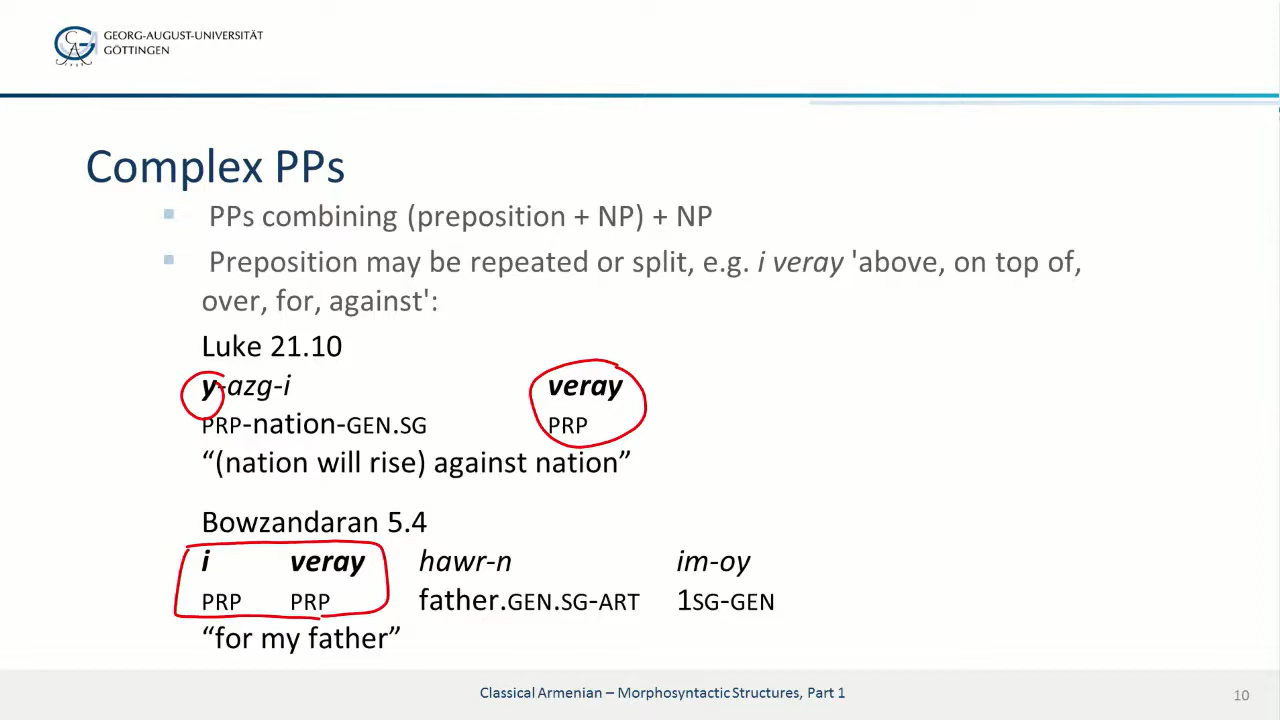 GEORG-AUGUST-UNIVERSITÄT
GÖTTINGEN
Complex PPs
PPs combining (preposition + NP) + NP
Preposition may be repeated or split, e.g. i veray 'above, on top of,
over, for, against':
Luke 21.10
y-azg-i veray
PRP-nation-GEN.SG PRP
“(nation will rise) against nation”
Bowzandaran 5.4
i veray hawr-n im-oy
PRP PRP father.GEN.SG-ART 1SG-GEN
“for my father”
Classical Armenian – Morphosyntactic Structures, Part 1
10